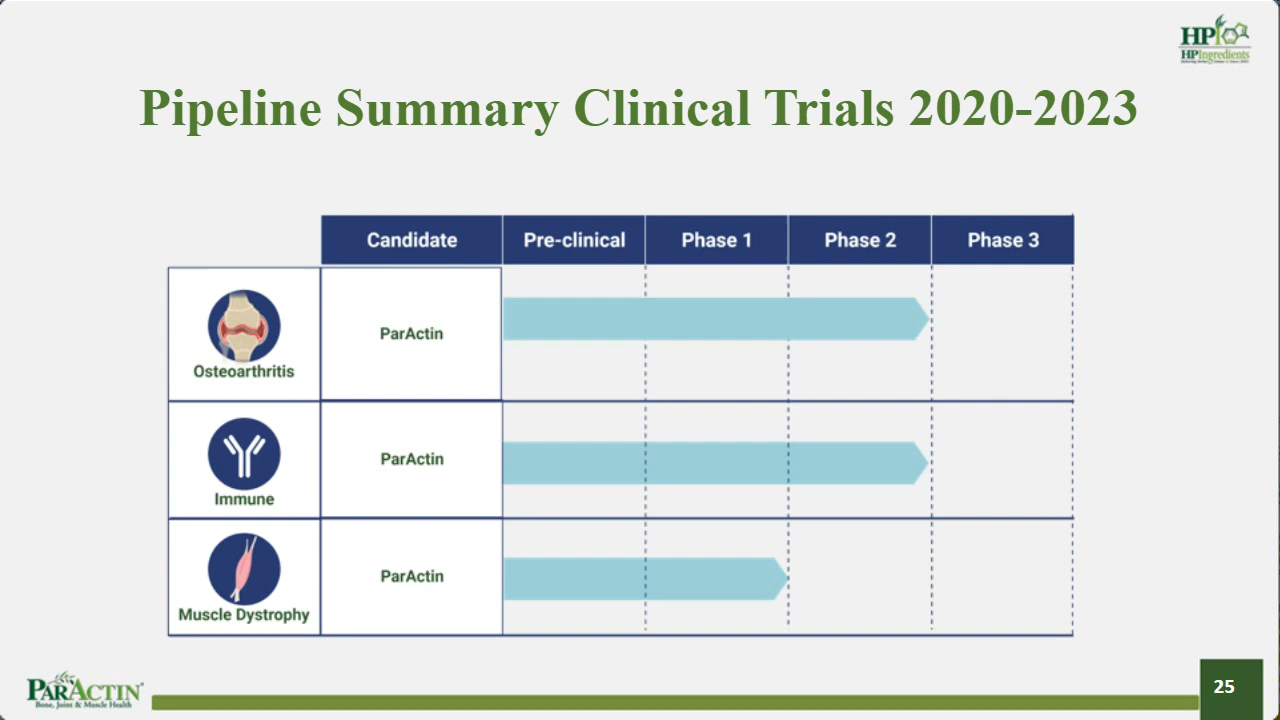 HP
HPIngredients
Pipeline Summary Clinical Trials 2020-2023
Candidate Pre-clinical Phase 1 Phase 2 Phase 3
Osteoarthritis
ParActin
Immune
ParActin
Muscle Dystrophy
ParActin
PARACTIN®
Bone, Joint & Muscle Health
25